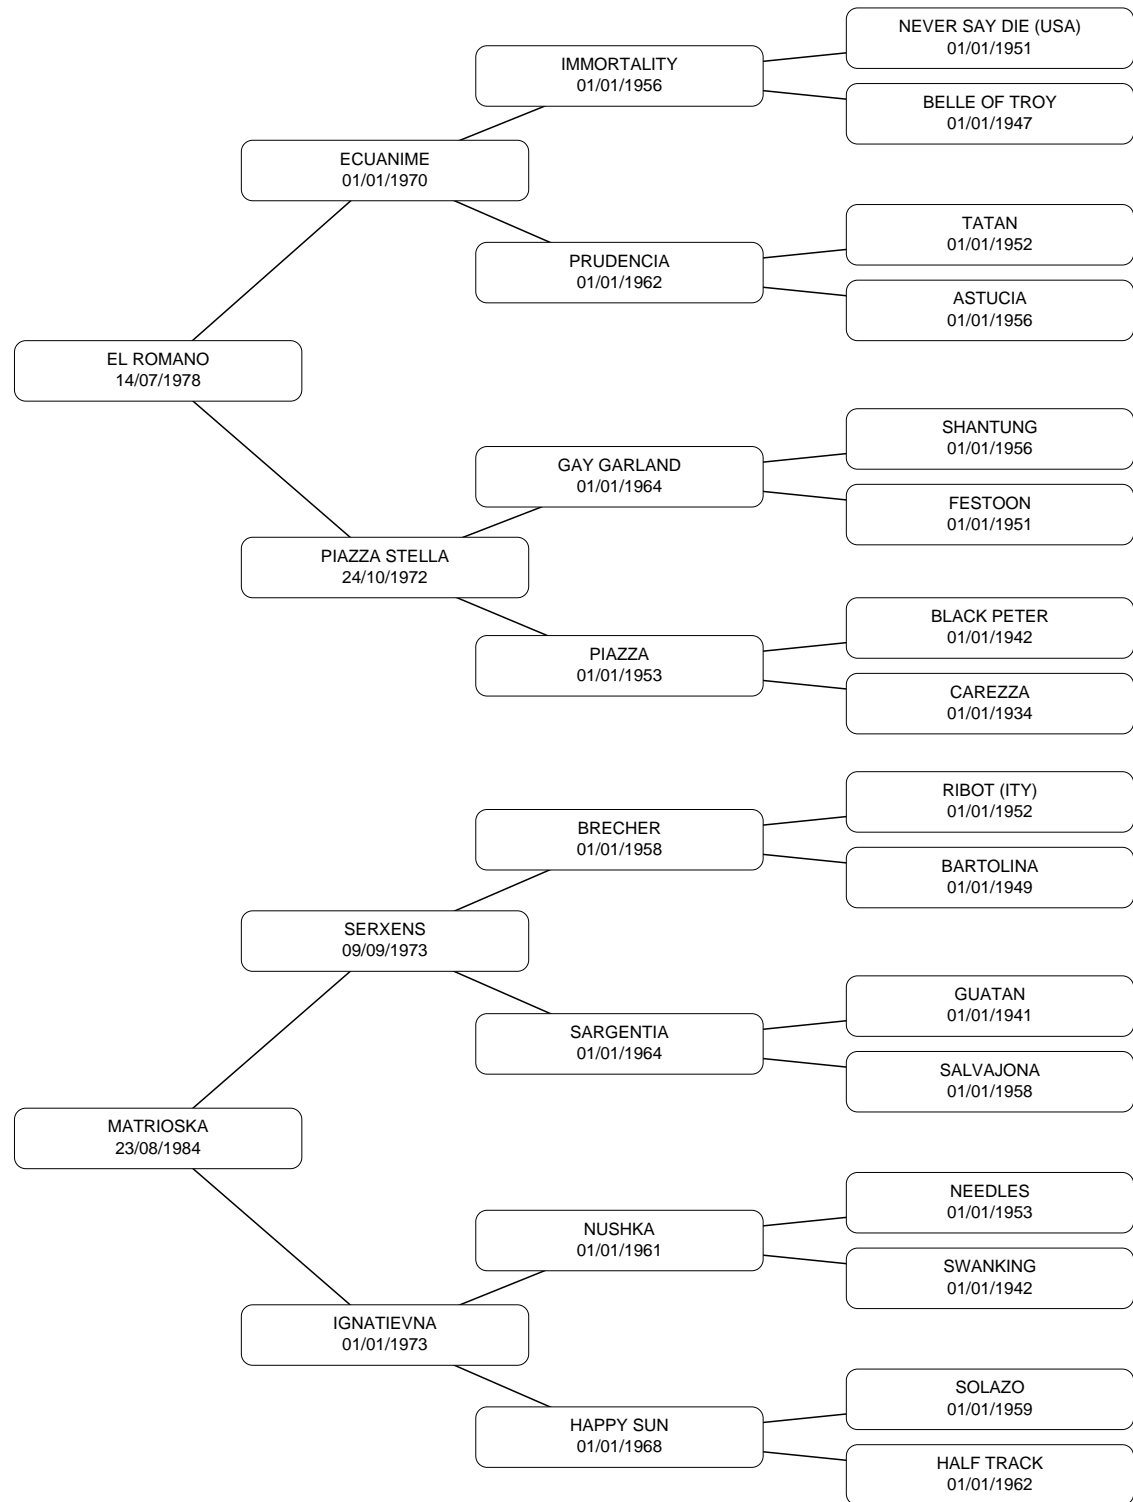 NEVER SAY DIE (USA)
01/01/1951
IMMORTALITY
01/01/1956
BELLE OF TROY
01/01/1947
ECUANIME
01/01/1970
TATAN
01/01/1952
PRUDENCIA
01/01/1962
ASTUCIA
01/01/1956
EL ROMANO
14/07/1978
SHANTUNG
01/01/1956
GAY GARLAND
01/01/1964
FESTOON
01/01/1951
PIAZZA STELLA
24/10/1972
BLACK PETER
01/01/1942
PIAZZA
01/01/1953
CAREZZA
01/01/1934
RIBOT (ITY)
01/01/1952
BRECHER
01/01/1958
BARTOLINA
01/01/1949
SERXENS
09/09/1973
GUATAN
01/01/1941
SARGENTIA
01/01/1964
SALVAJONA
01/01/1958
MATRIOSKA
23/08/1984
NEEDLES
01/01/1953
NUSHKA
01/01/1961
SWANKING
01/01/1942
IGNATIEVNA
01/01/1973
SOLAZO
01/01/1959
HAPPY SUN
01/01/1968
HALF TRACK
01/01/1962